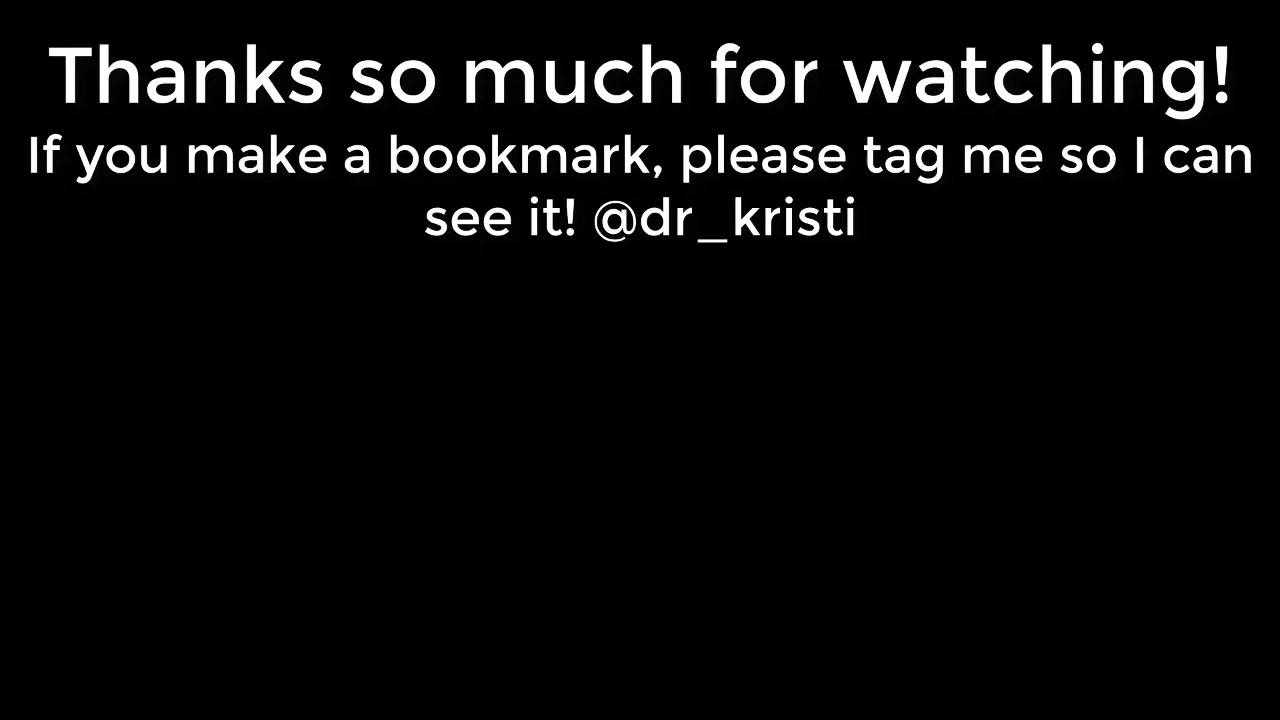 Thanks so much for watching!
If you make a bookmark, please tag me so I can
see it! @dr_kristi